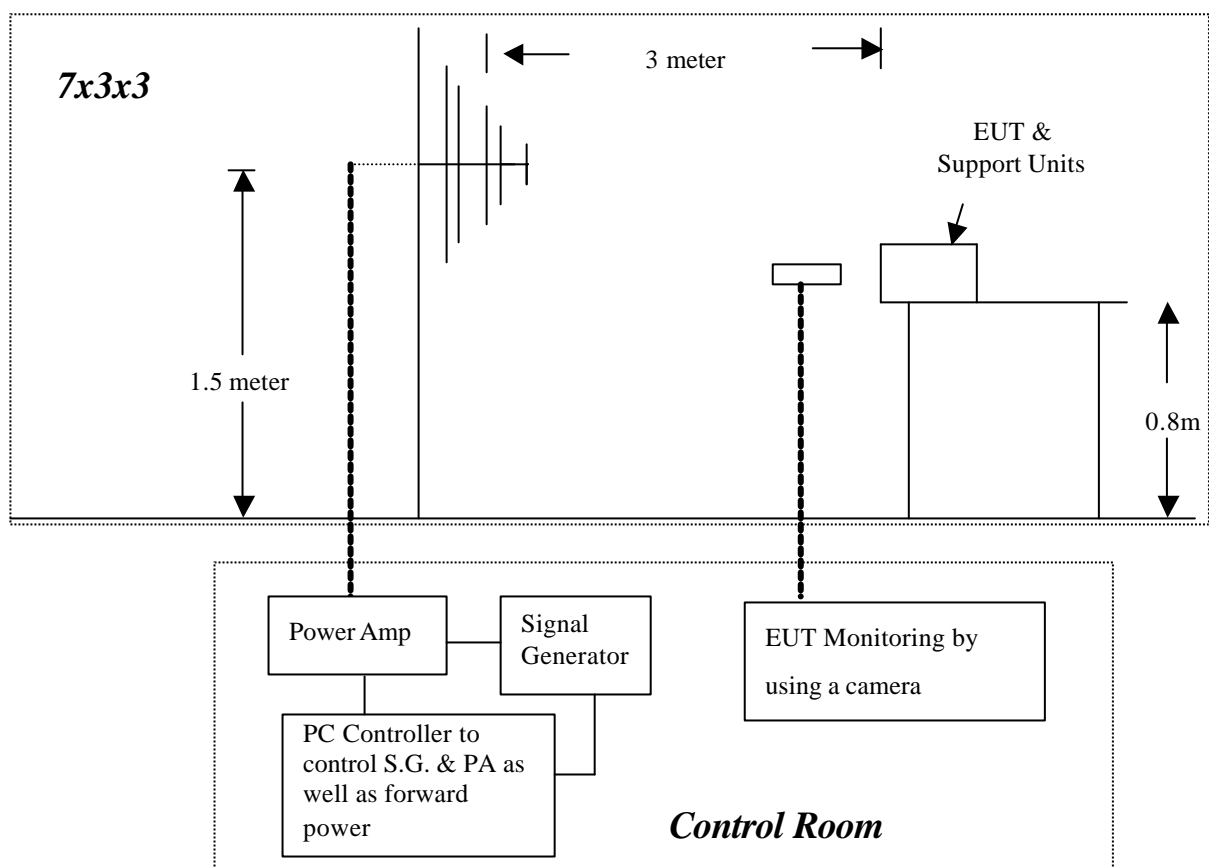 7x3x3
3 meter
EUT &
Support Units
1.5 meter
0.8m
Power Amp
Signal
Generator
EUT Monitoring by
using a camera
PC Controller to
control S.G. & PA as
well as forward
power
Control Room